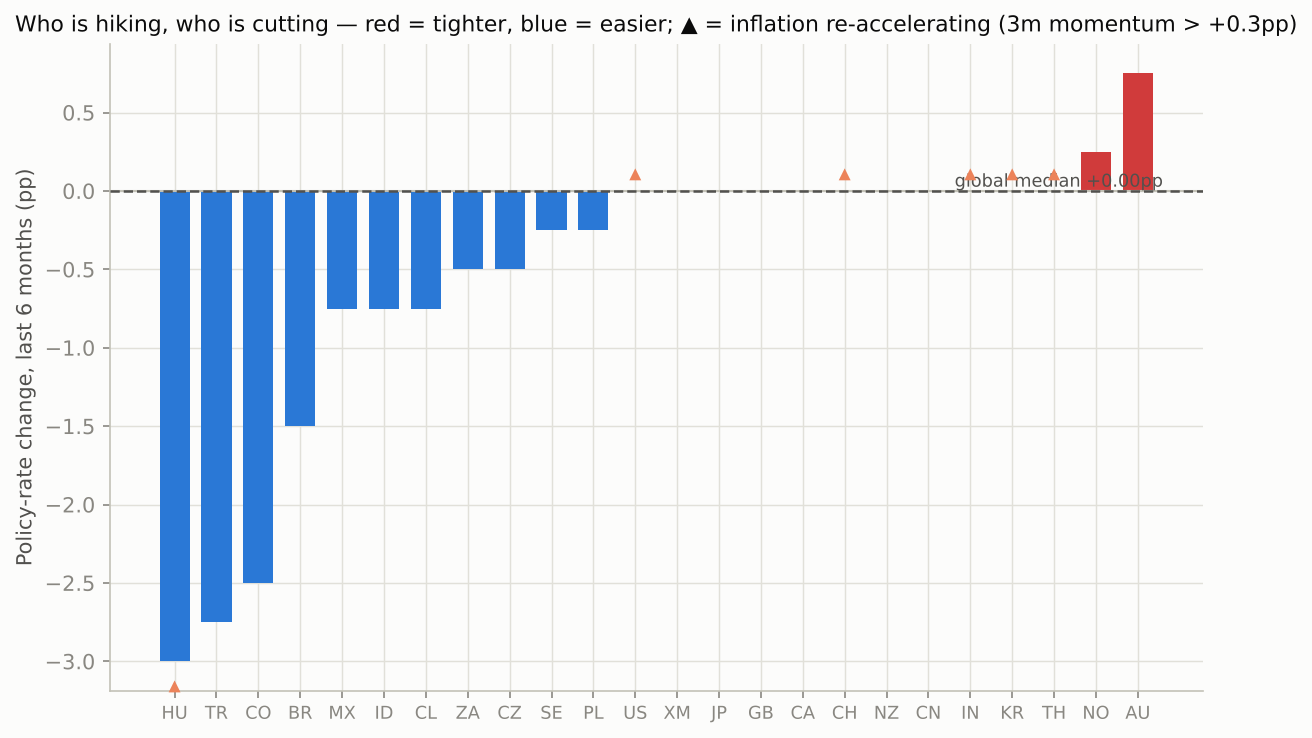 Who is hiking, who is cutting — red = tighter, blue = easier; ▲ = inflation re-accelerating (3m momentum > +0.3pp)
Policy-rate change, last 6 months (pp)
0.5
0.0
−0.5
−1.0
−1.5
−2.0
−2.5
−3.0
global median +0.00pp
HU TR CO BR MX ID CL ZA CZ SE PL US XM JP GB CA CH NZ CN IN KR TH NO AU